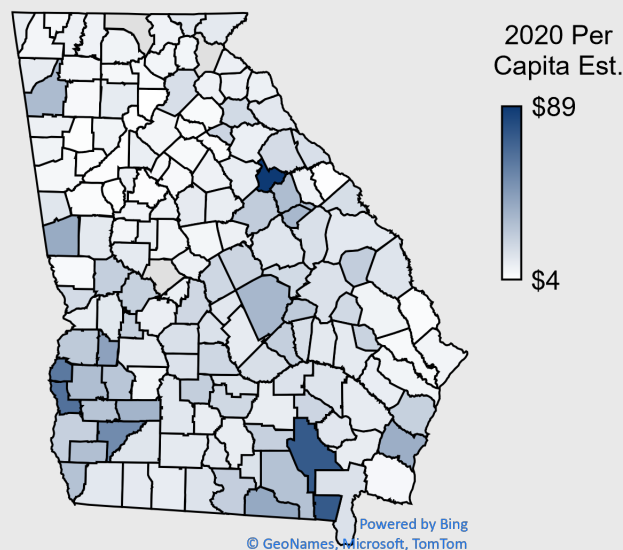 2020 Per
Capita Est.
$89
$4
Powered by Bing
© GeoNames, Microsoft, TomTom